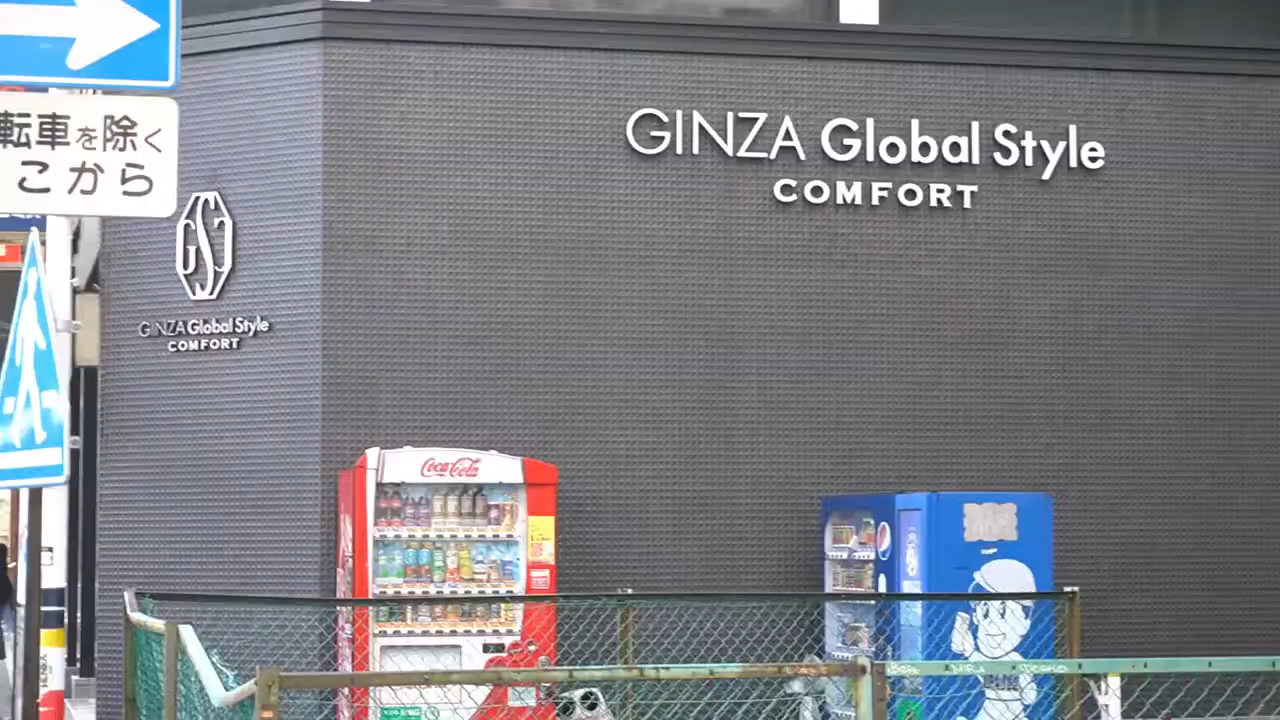 転車を除く
こから
GINZA Global Style
COMFORT
GSG
GINZA Global Style
COMFORT
Coca-Cola